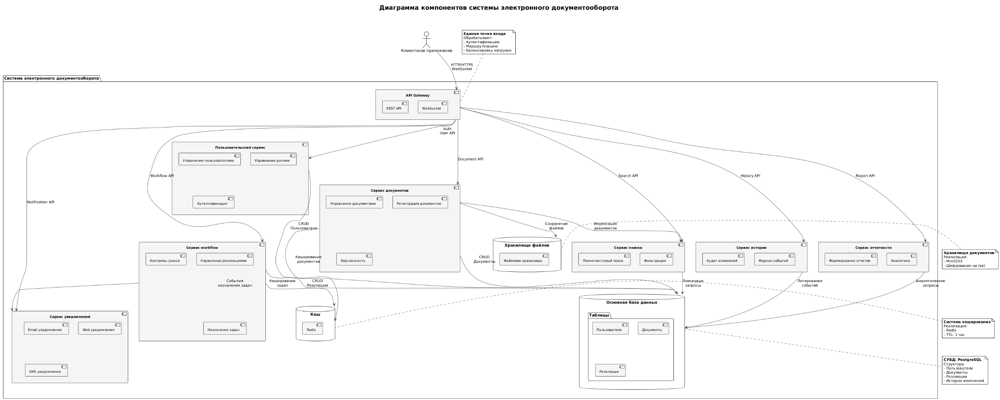 Диаграмма компонентов системы электронного документооборота
Клиентское приложение
Единая точка входа
Обрабатывает:
- Аутентификацию
- Маршрутизацию
- Балансировку нагрузки
HTTP/HTTPS
WebSocket
Система электронного документооборота
API Gateway
REST API
WebSocket
Auth
User API
Пользовательский сервис
Управление пользователями
Управление ролями
Аутентификация
Document API
Workflow API
Search API
History API
Report API
Notification API
Сервис документов
Управление документами
Регистрация документов
Версионность
CRUD
Пользователи
Сохранение
файлов
Индексация
документов
Сервис workflow
Контроль сроков
Управление резолюциями
Назначение задач
События
назначения задач
Кеширование
документов
CRUD
Документы
Хранилище файлов
Файловое хранилище
Сервис поиска
Полнотекстовый поиск
Фильтрация
Сервис истории
Аудит изменений
Журнал событий
Сервис отчетности
Формирование отчетов
Аналитика
Хранилище документов
Реализация:
- MinIO/S3
- Шифрование на rest
Кеширование
задач
CRUD
Резолюции
Поисковые
запросы
Логирование
событий
Аналитические
запросы
Сервис уведомлений
Email уведомления
Web уведомления
SMS уведомления
Кеш
Redis
Основная база данных
Таблицы
Пользователи
Документы
Резолюции
Система кеширования
Реализация:
- Redis
- TTL: 1 час
СУБД: PostgreSQL
Структура:
- Пользователи
- Документы
- Резолюции
- История изменений